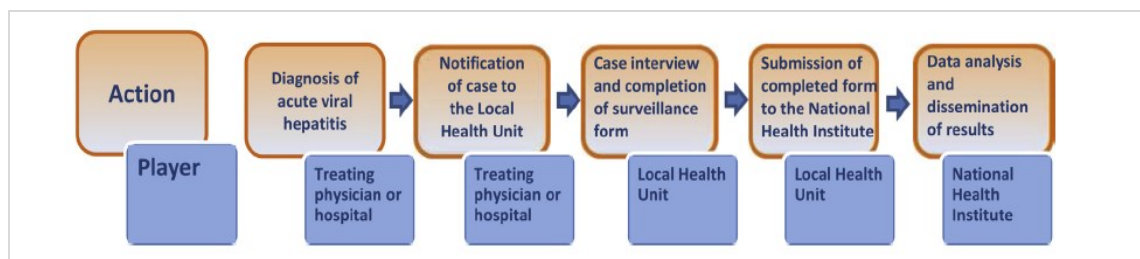 Action
Player
Diagnosis of
acute viral
hepatitis
Treating
physician or
hospital
Notification
of case to
the Local
Health Unit
Treating
physician or
hospital
Case interview
and completion
of surveillance
form
Local Health
Unit
Submission of
completed form
to the National
Health Institute
Local Health
Unit
Data analysis
and
dissemination
of results
National
Health
Institute